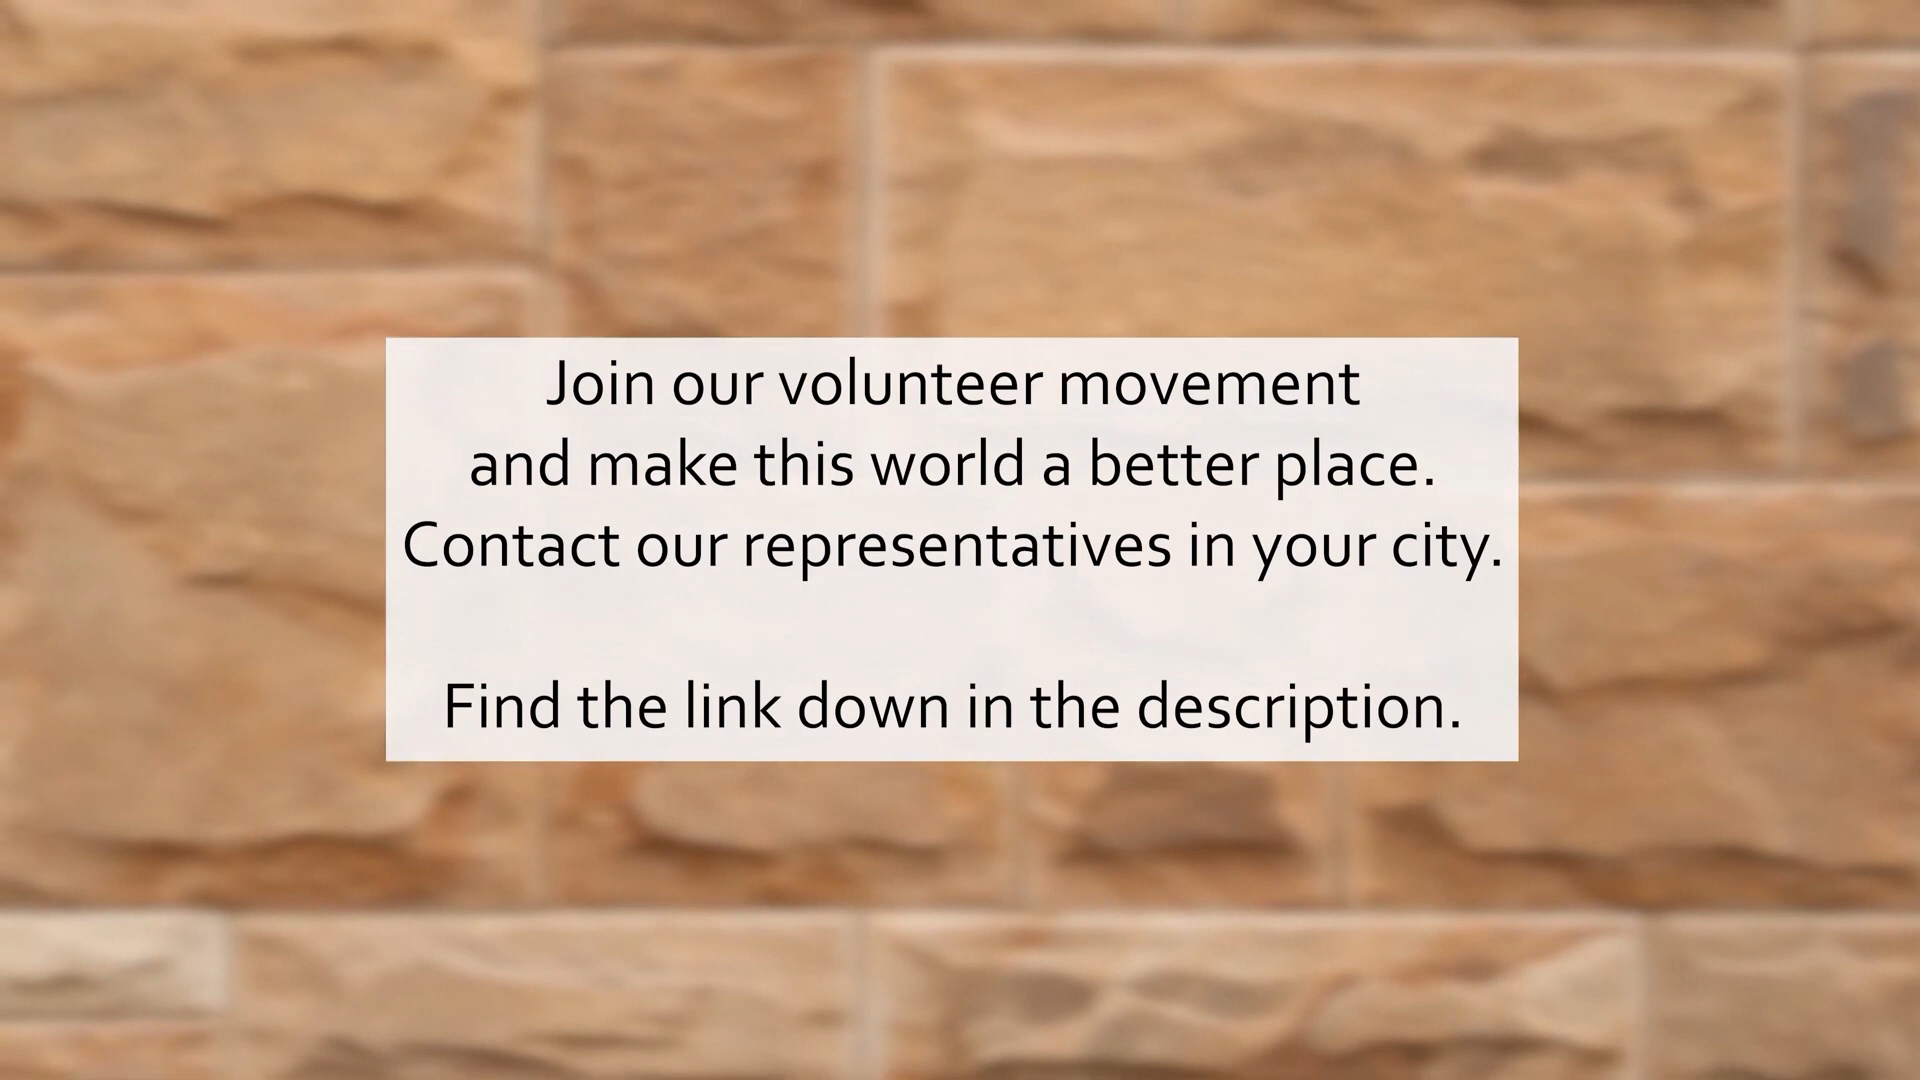 Join our volunteer movement
and make this world a better place.
Contact our representatives in your city.
Find the link down in the description.